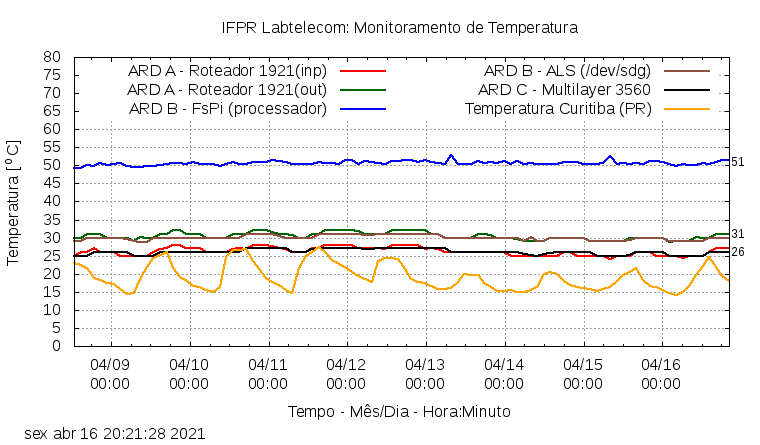 IFPR Labtelecom: Monitoramento de Temperatura
80
75
70
65
60
55
50
45
40
35
30
25
20
15
10
5
0
Temperatura [ ºC]
ARD A - Roteador 1921(inp)
ARD A - Roteador 1921(out)
ARD B - FsPi (processador)
ARD B - ALS (/dev/sdg)
ARD C - Multilayer 3560
Temperatura Curitiba (PR)
51
31
26
04/09 04/10 04/11 04/12 04/13 04/14 04/15 04/16
00:00 00:00 00:00 00:00 00:00 00:00 00:00 00:00
Tempo - Mês/Dia - Hora:Minuto
sex abr 16 20:21:28 2021